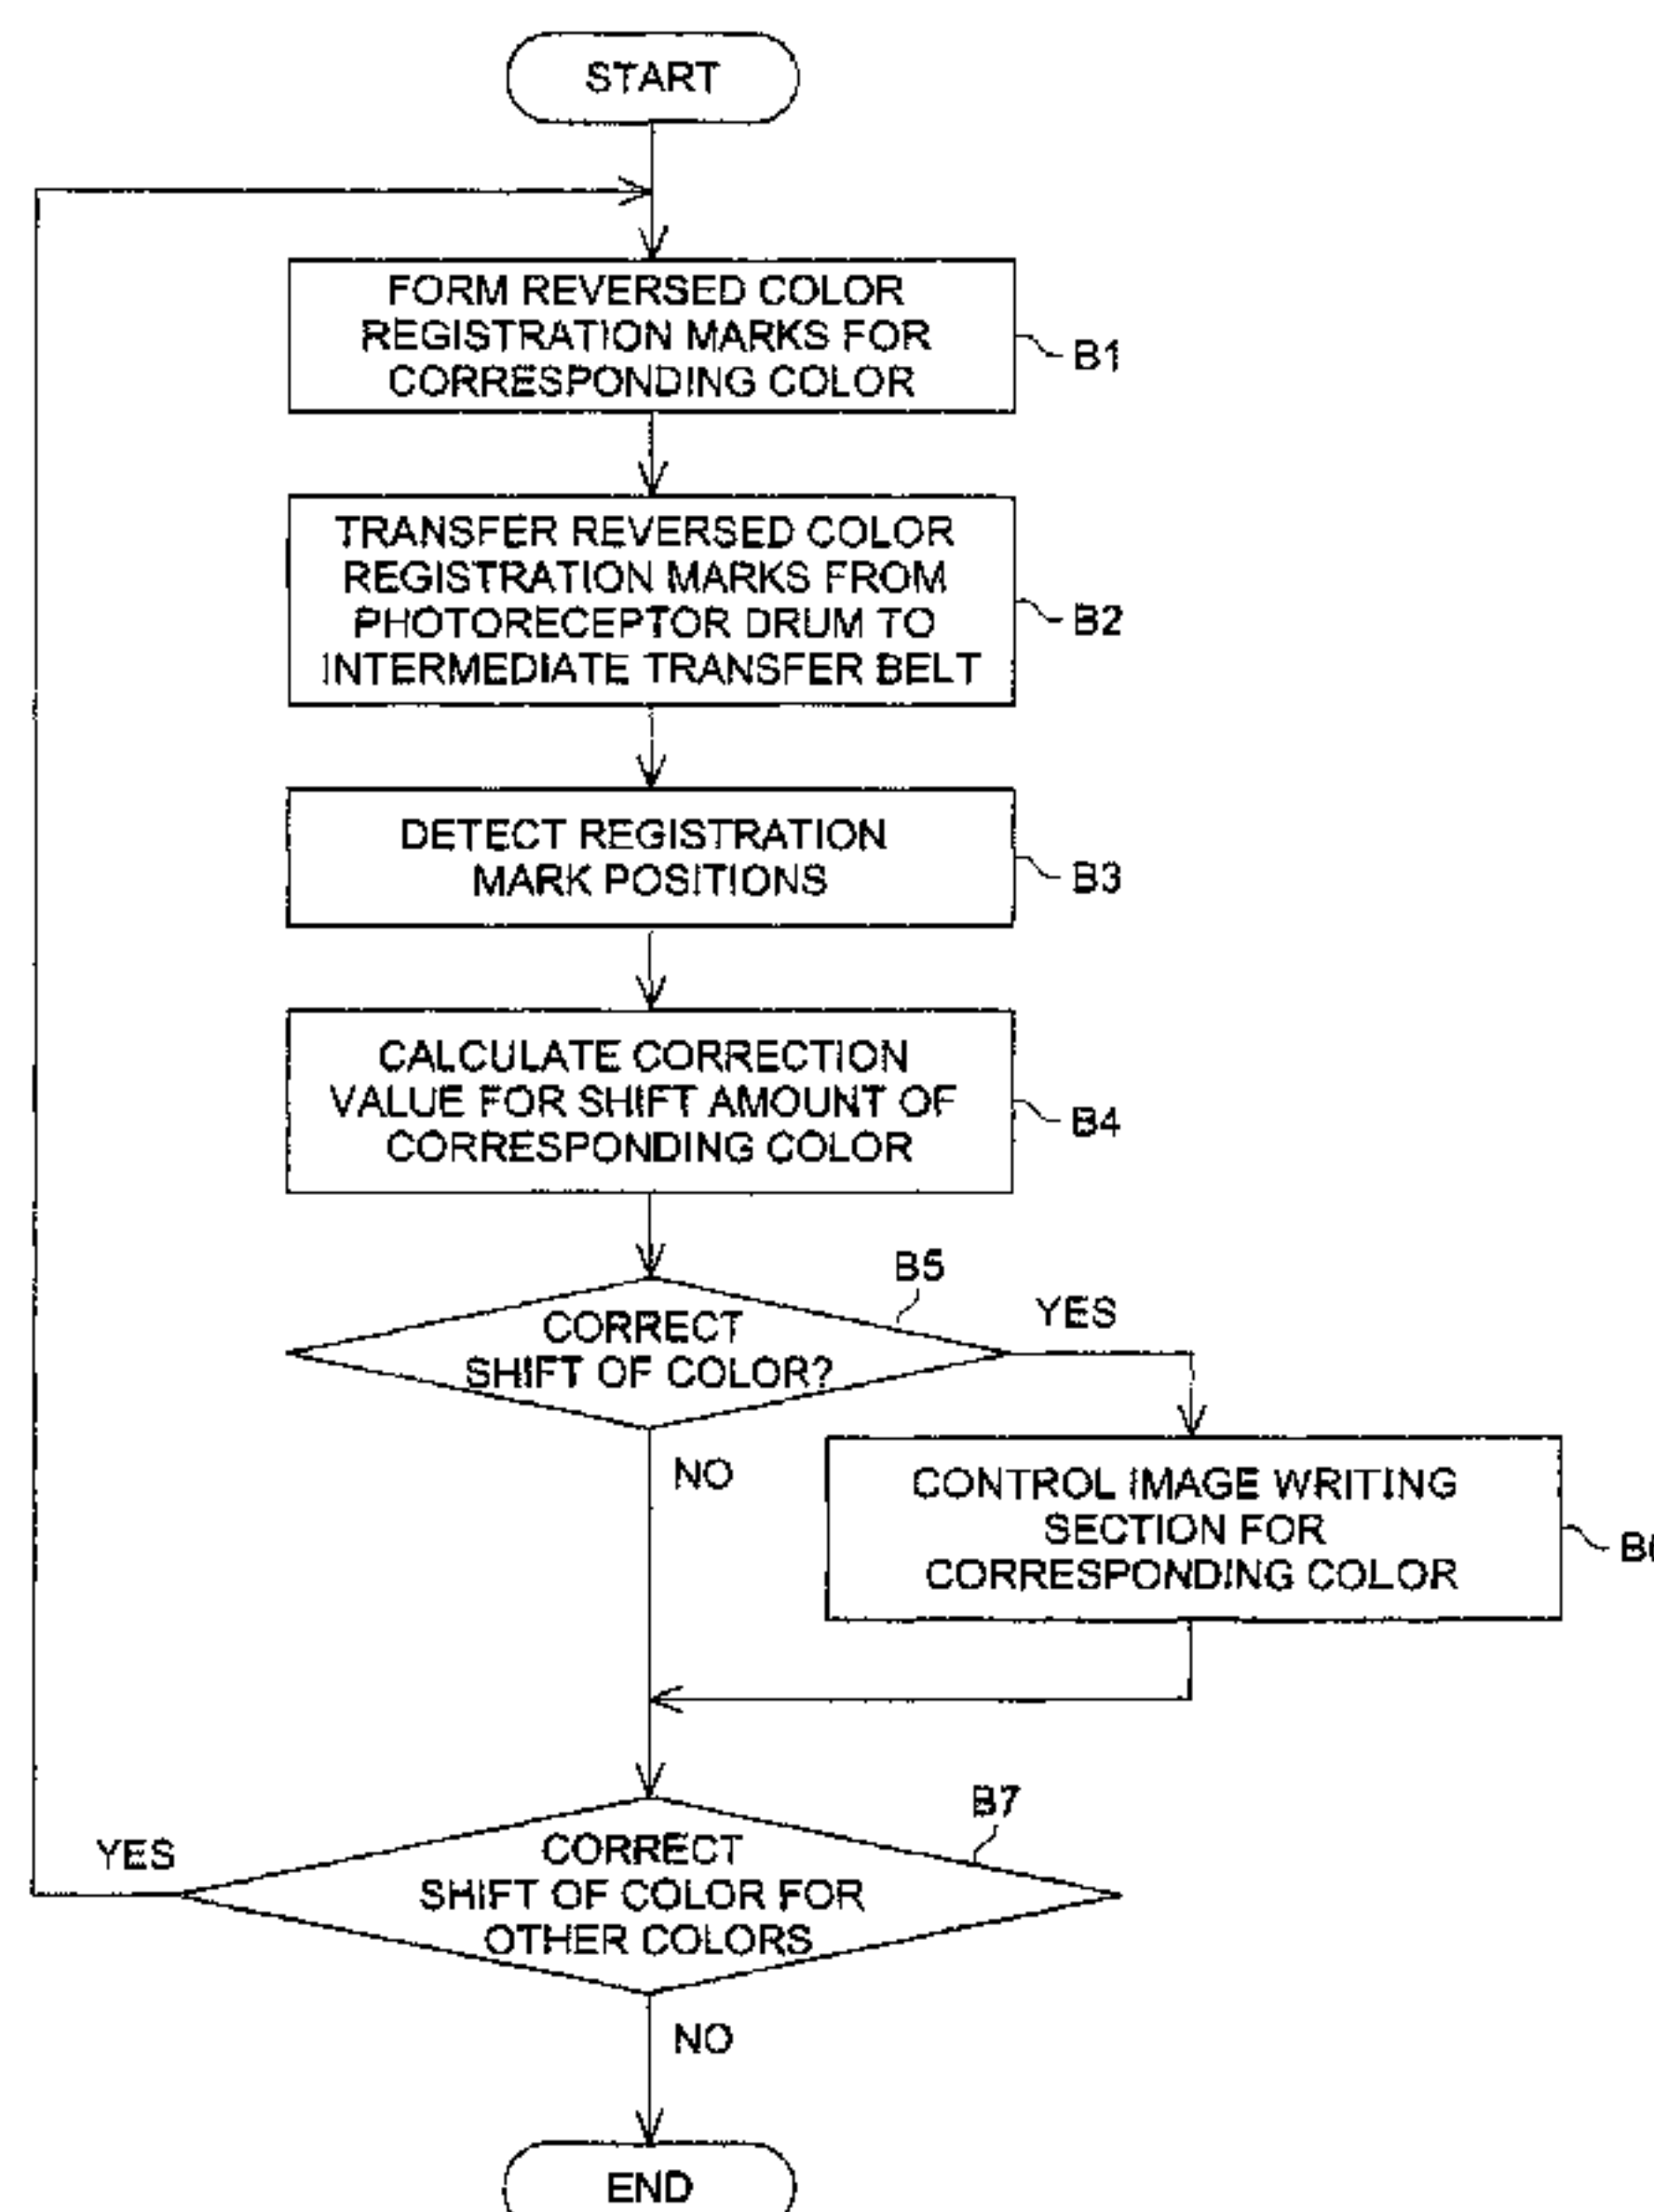 START
FORM REVERSED COLOR
REGISTRATION MARKS FOR
CORRESPONDING COLOR
B1
TRANSFER REVERSED COLOR
REGISTRATION MARKS FROM
PHOTORECEPTOR DRUM TO
INTERMEDIATE TRANSFER BELT
B2
DETECT REGISTRATION
MARK POSITIONS
B3
CALCULATE CORRECTION
VALUE FOR SHIFT AMOUNT OF
CORRESPONDING COLOR
B4
B5
CORRECT
SHIFT OF COLOR?
YES
NO
CONTROL IMAGE WRITING
SECTION FOR
CORRESPONDING COLOR
B7
YES
CORRECT
SHIFT OF COLOR FOR
OTHER COLORS
NO
END